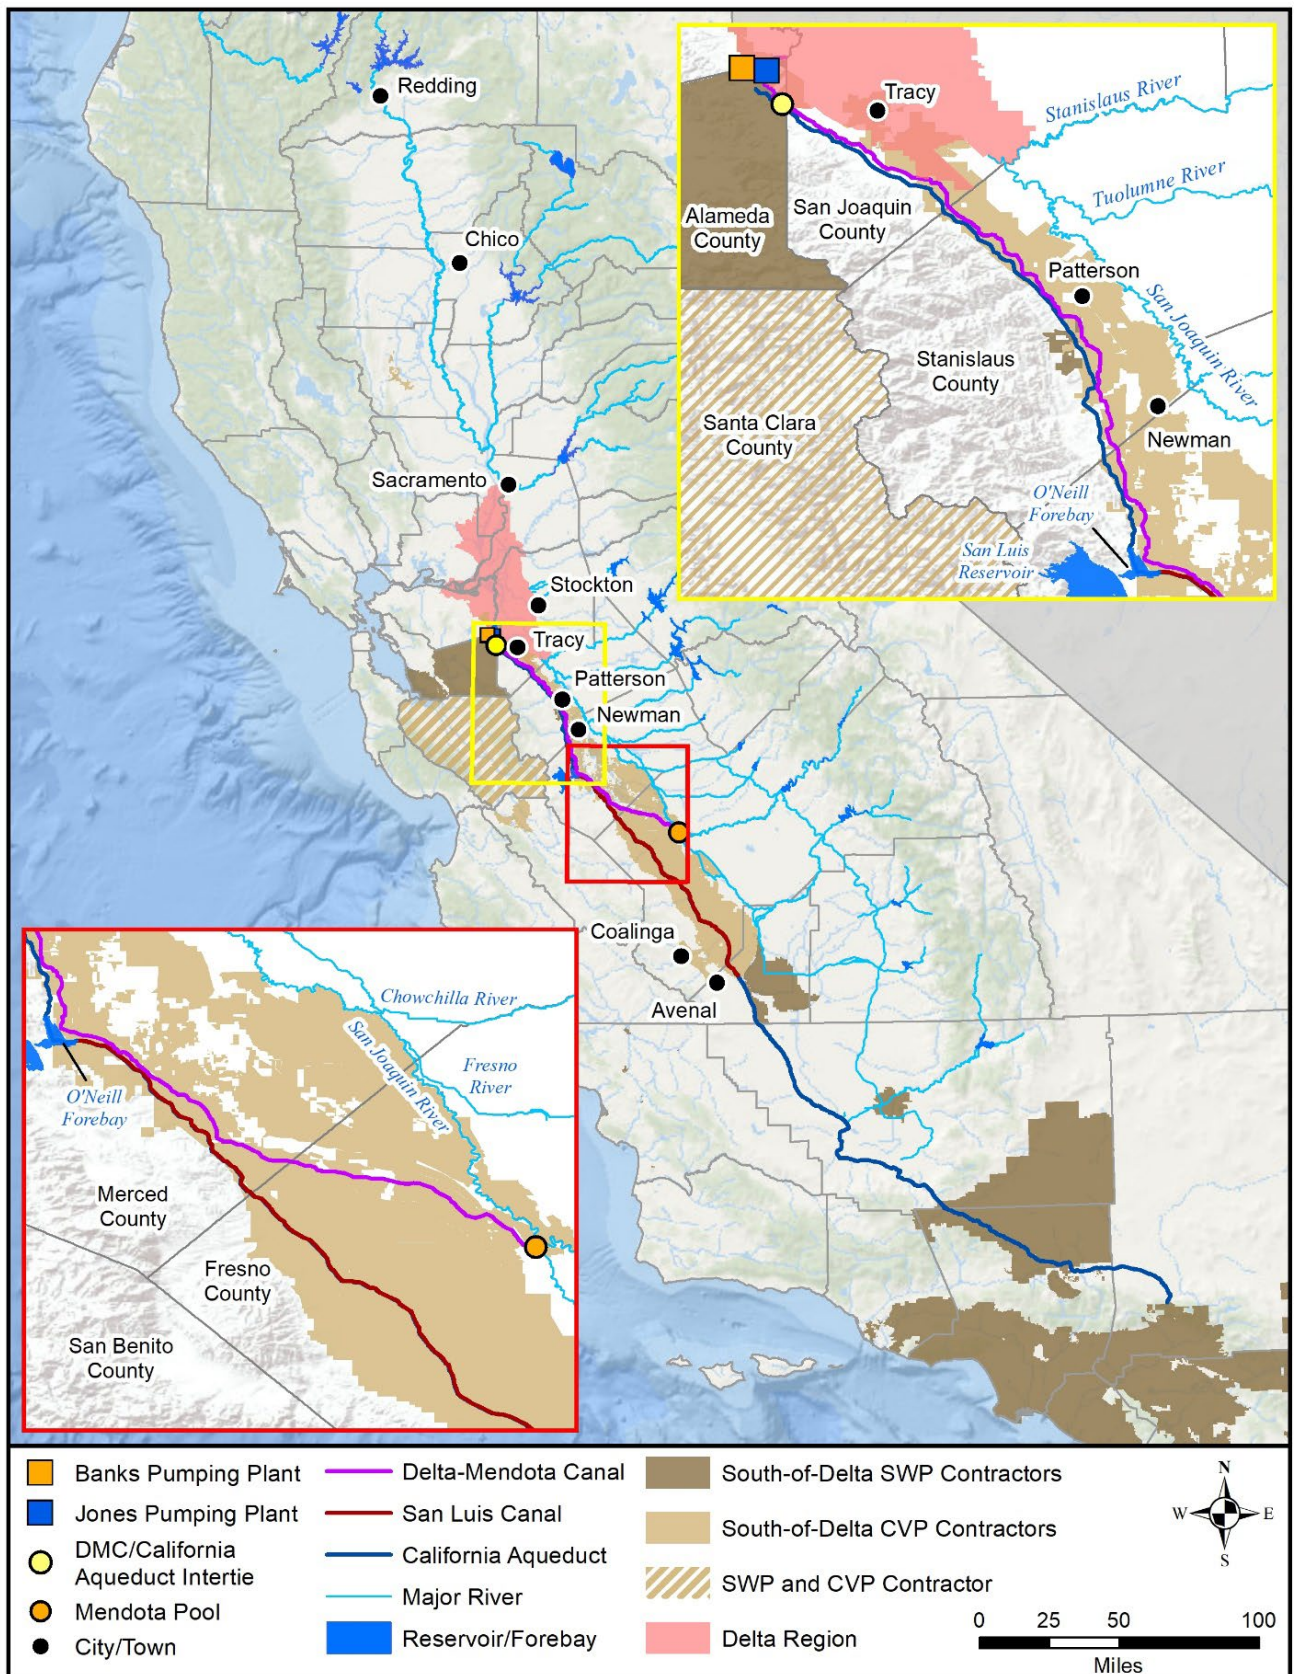 Redding
Chico
Sacramento
Stockton
Tracy
Patterson
Newman
Coalinga
Avenal
Tracy
Stanislaus River
Tuolumne River
Alameda
County
San Joaquin
County
Patterson
San Joaquin River
Stanislaus
County
Santa Clara
County
Newman
O'Neill
Forebay
San Luis
Reservoir
Chowchilla River
San Joaquin River
Fresno
River
O'Neill
Forebay
Merced
County
Fresno
County
San Benito
County
Banks Pumping Plant
Jones Pumping Plant
DMC/California
Aqueduct Intertie
Mendota Pool
City/Town
Delta-Mendota Canal
San Luis Canal
California Aqueduct
Major River
Reservoir/Forebay
South-of-Delta SWP Contractors
South-of-Delta CVP Contractors
SWP and CVP Contractor
Delta Region
N
W E
S
0 25 50 100
Miles